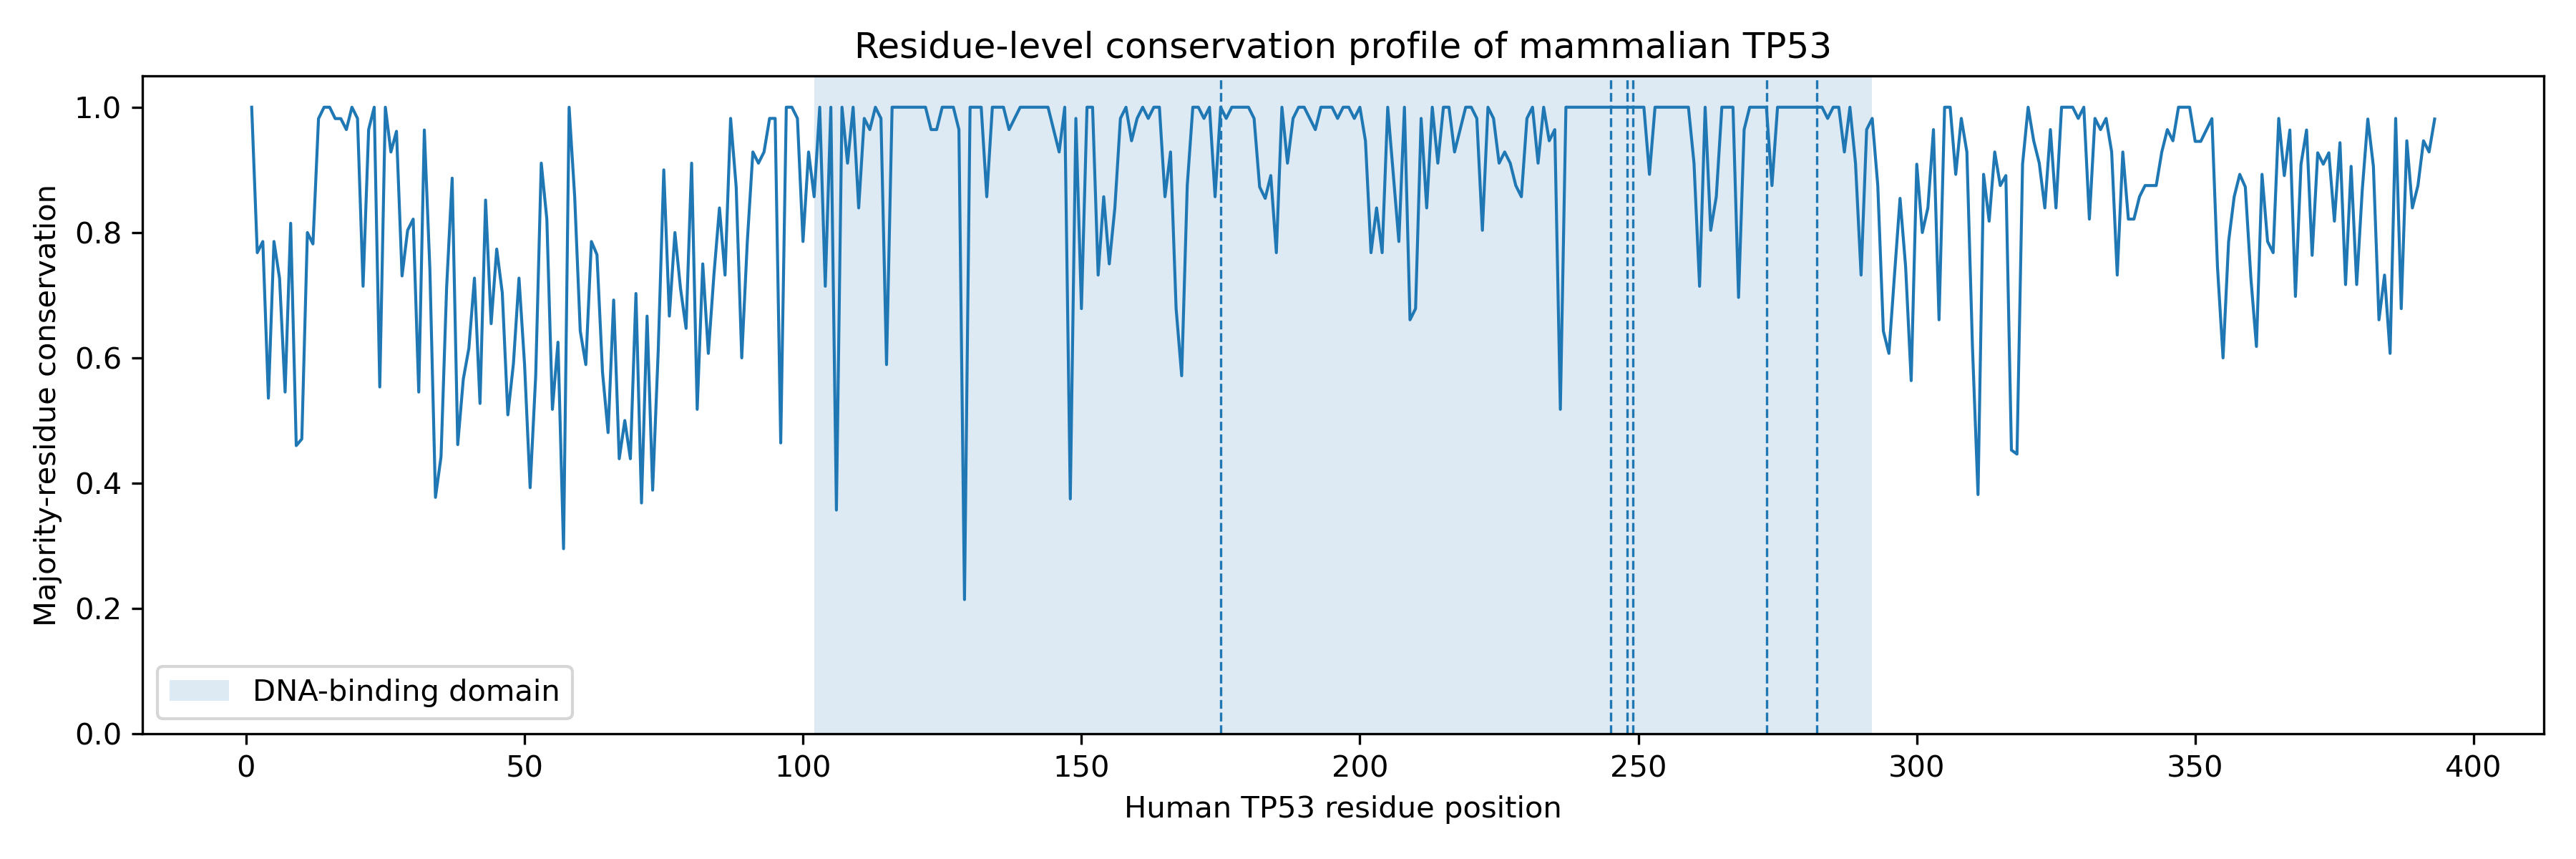 Residue-level conservation profile of mammalian TP53
Majority-residue conservation
1.0
0.8
0.6
0.4
0.2
0.0
DNA-binding domain
0 50 100 150 200 250 300 350 400
Human TP53 residue position